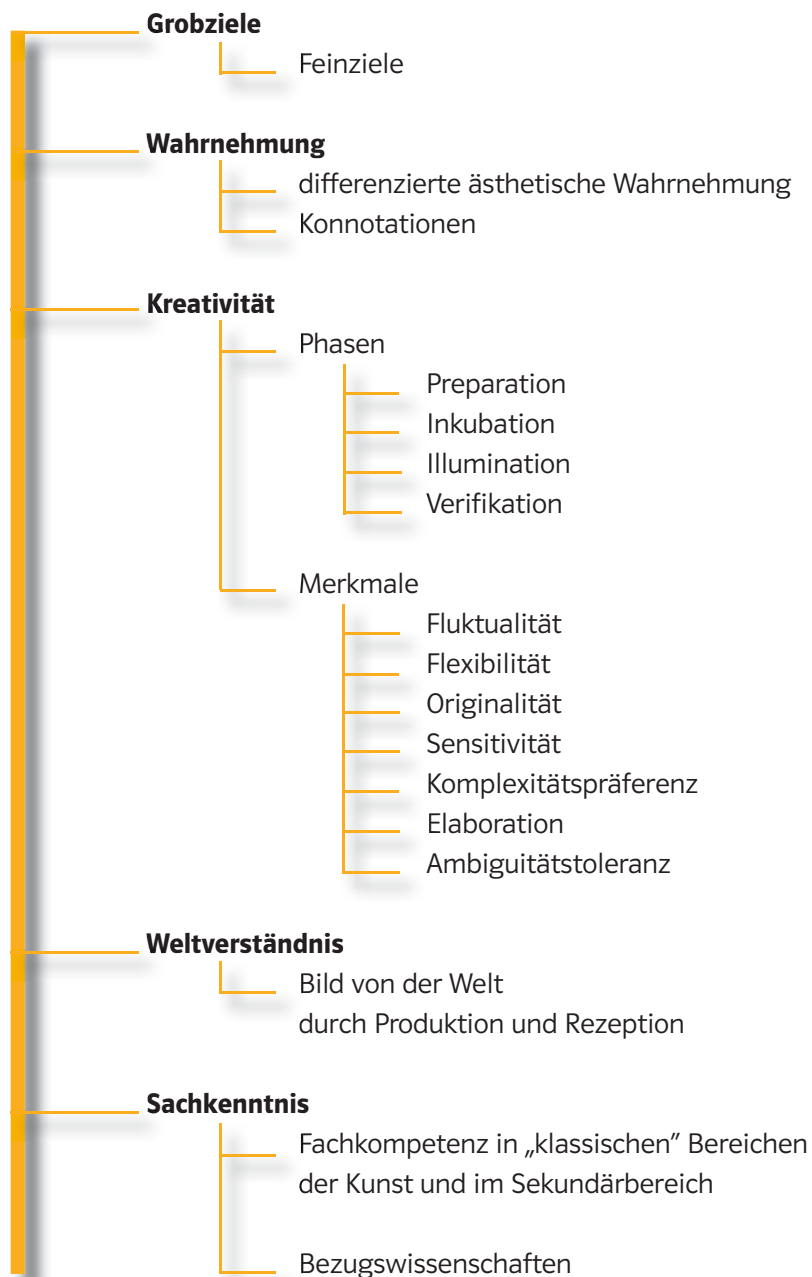 Grobziele
Feinziele
Wahrnehmung
differenzierte ästhetische Wahrnehmung
Konnotationen
Kreativität
Phasen
Preparation
Inkubation
Illumination
Verifikation
Merkmale
Fluktualität
Flexibilität
Originalität
Sensitivität
Komplexitätspräferenz
Elaboration
Ambiguitätstoleranz
Weltverständnis
Bild von der Welt
durch Produktion und Rezeption
Sachkenntnis
Fachkompetenz in „klassischen” Bereichen
der Kunst und im Sekundärbereich
Bezugswissenschaften